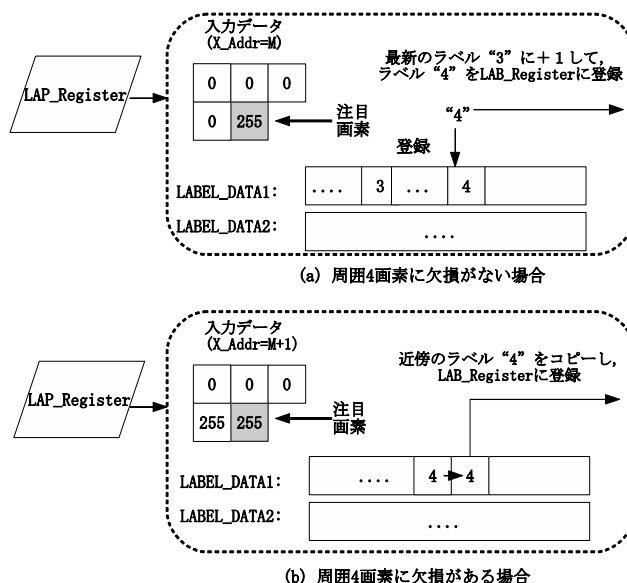 入力データ
(X_Addr=M)
最新のラベル“3”に+1して,
ラベル“4”をLAB_Registerに登録
LAP_Register
0 0 0
0 255
注目
画素
“4”
登録
LABEL_DATA1:
.... 3 ... 4
LABEL_DATA2:
....
(a) 周囲4画素に欠損がない場合
入力データ
(X_Addr=M+1)
近傍のラベル“4”をコピーし,
LAB_Registerに登録
LAP_Register
0 0 0
255 255
注目
画素
LABEL_DATA1:
.... 4 4
LABEL_DATA2:
....
(b) 周囲4画素に欠損がある場合